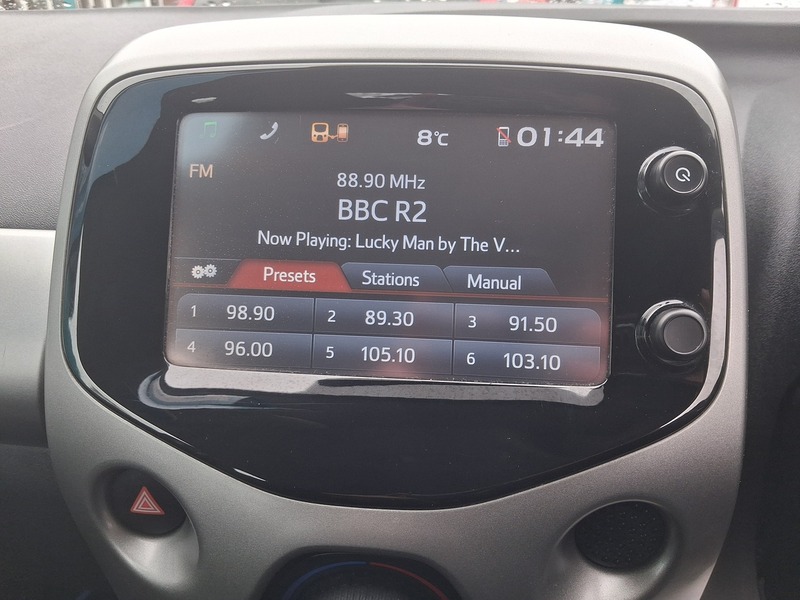 8°C 01:44
FM
88.90 MHz
BBC R2
Now Playing: Lucky Man by The V...
Presets Stations Manual
1 98.90 2 89.30 3 91.50
4 96.00 5 105.10 6 103.10